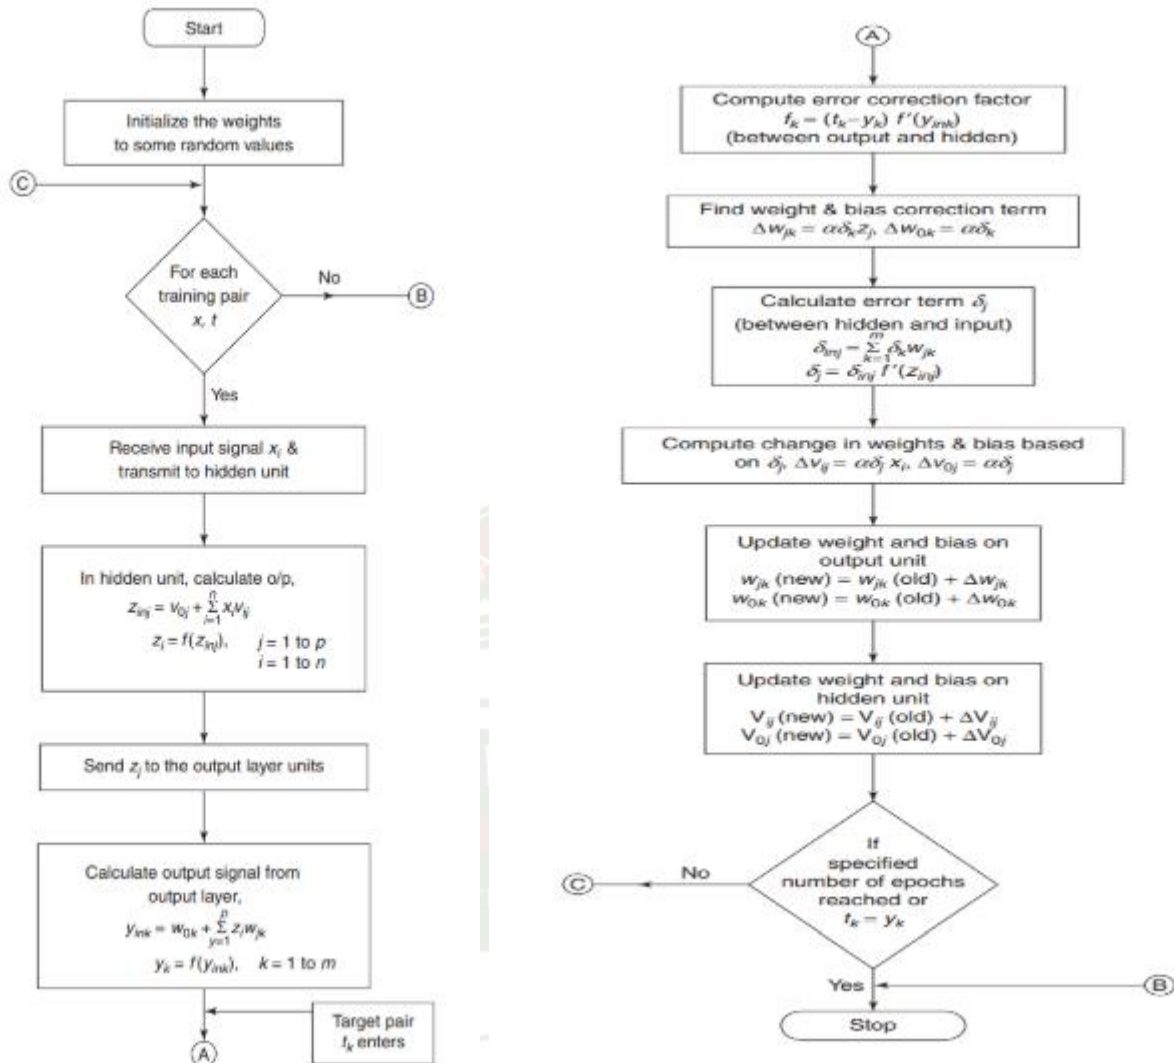 Start
Initialize the weights
to some random values
C
For each
training pair
x, t
No
B
Yes
Receive input signal xᵢ &
transmit to hidden unit
In hidden unit, calculate o/p,
z_inj = v_0j + Σ_{i=1}^{n} x_i v_ij
z_i = f(z_inj), j = 1 to p
i = 1 to n
Send z_j to the output layer units
Calculate output signal from
output layer,
y_ink = w_0k + Σ_{y=1}^{p} z_i w_jk
y_k = f(y_ink), k = 1 to m
Target pair
t_k enters
A
A
Compute error correction factor
f_k = (t_k – y_k) f'(y_ink)
(between output and hidden)
Find weight & bias correction term
Δw_jk = αδ_k z_j, Δw_0k = αδ_k
Calculate error term δ_j
(between hidden and input)
δ_inj = Σ_{k=1}^{m} δ_k w_jk
δ_j = δ_inj f'(z_inj)
Compute change in weights & bias based
on δ_j, Δv_ij = αδ_j x_i, Δv_0j = αδ_j
Update weight and bias on
output unit
w_jk (new) = w_jk (old) + Δw_jk
w_0k (new) = w_0k (old) + Δw_0k
Update weight and bias on
hidden unit
V_ij (new) = V_ij (old) + ΔV_ij
V_0j (new) = V_0j (old) + ΔV_0j
If
specified
number of epochs
reached or
t_k = y_k
No
C
Yes
B
Stop